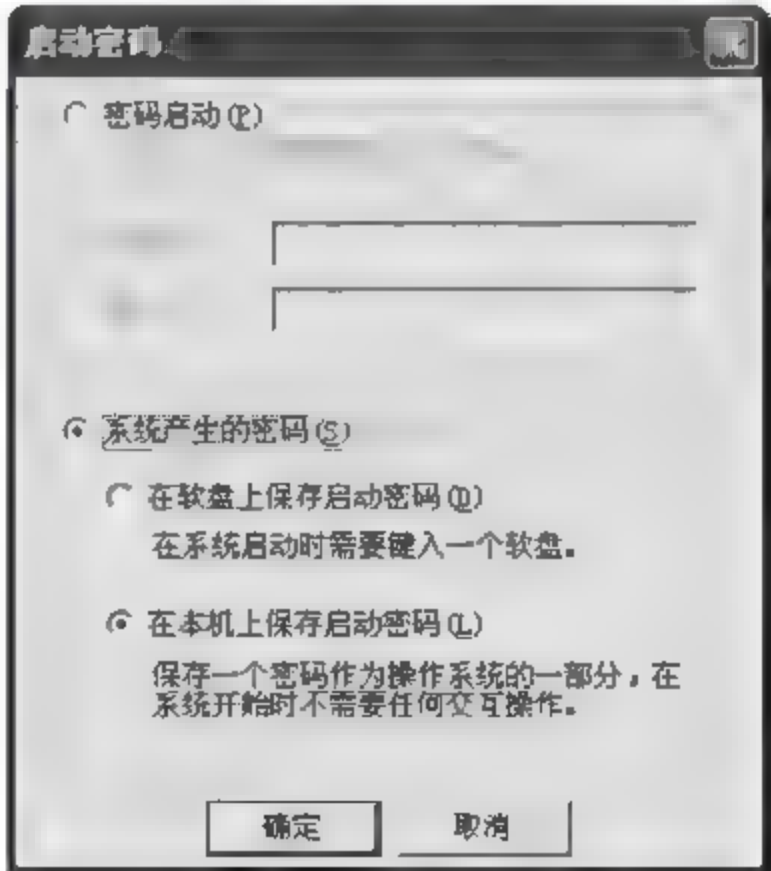 启动密码
密码启动(P)
系统产生的密码(S)
在软盘上保存启动密码(D)
在系统启动时需要键入一个软盘。
在本机上保存启动密码(L)
保存一个密码作为操作系统的一部分，在
系统开始时不需要任何交互操作。
确定
取消